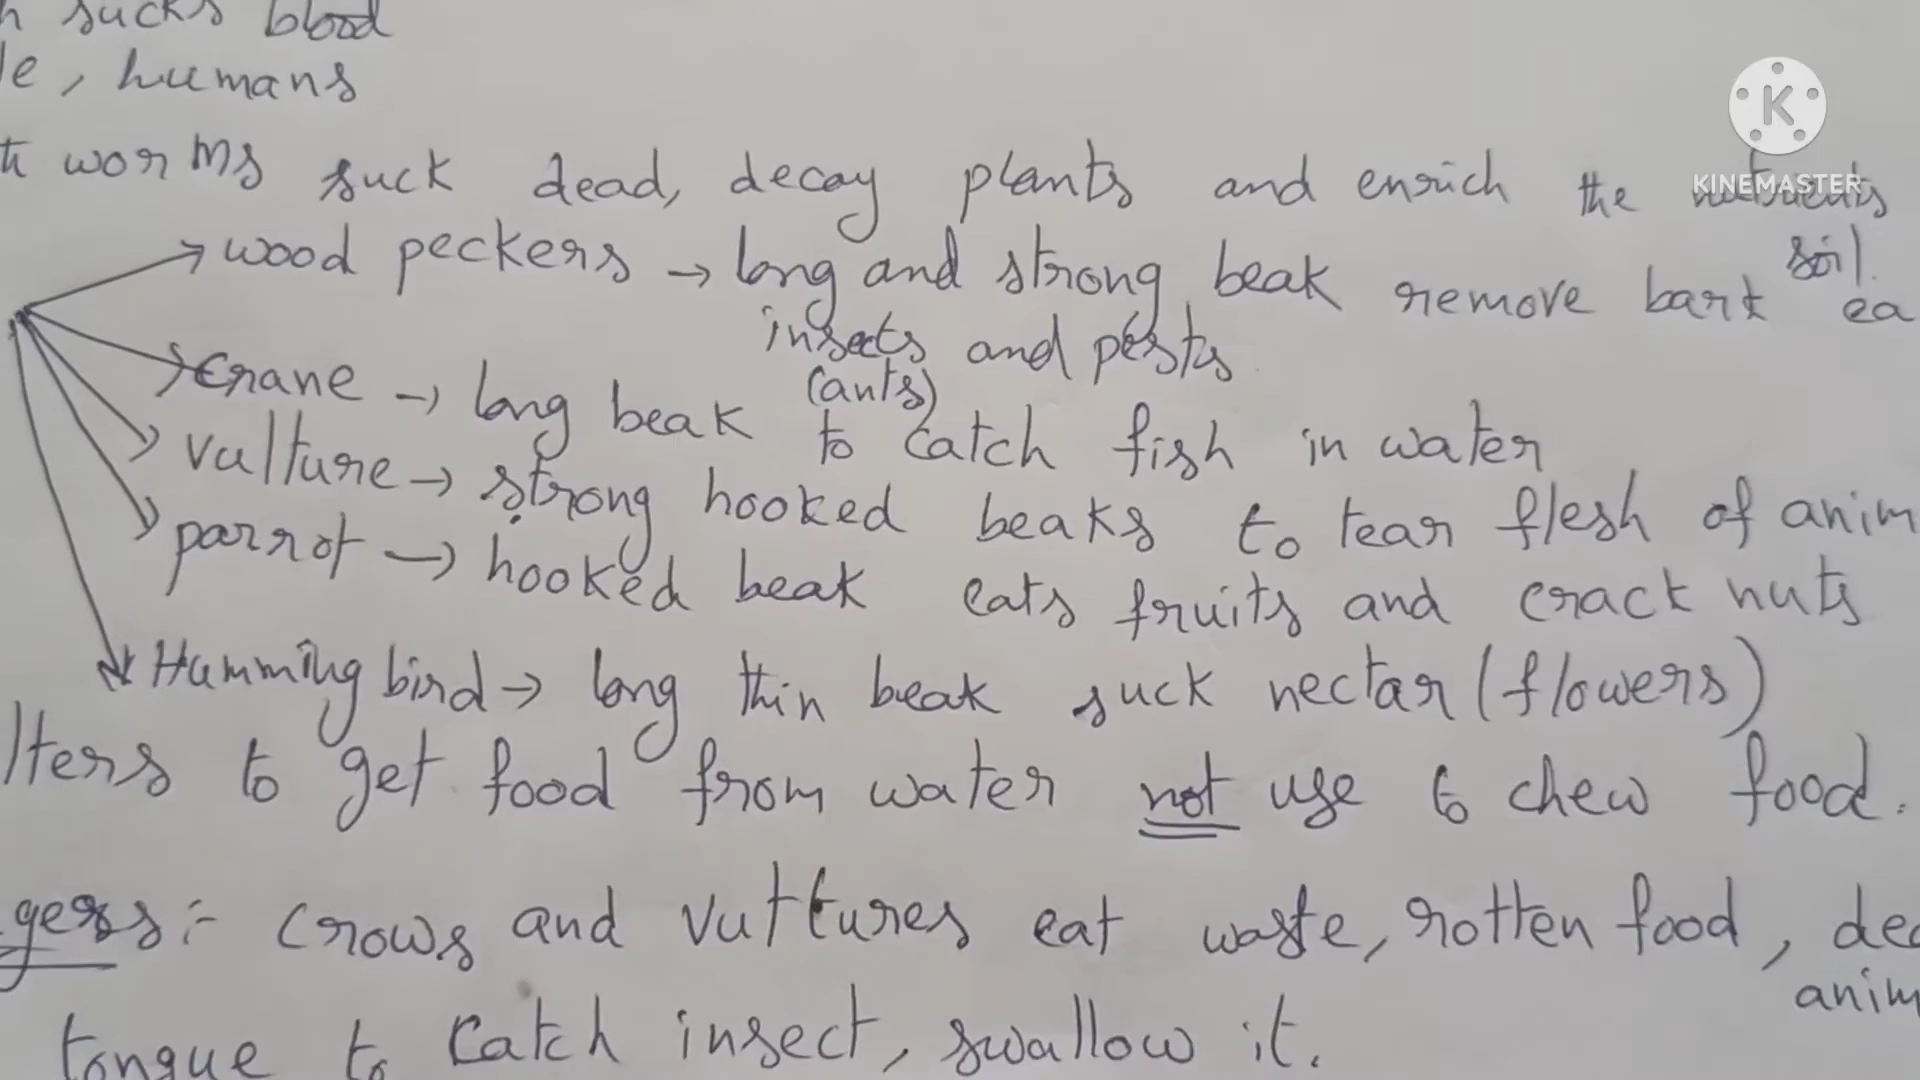 sucks blood
, humans
worms suck dead, decay plants and enrich the nutrients
soil.
wood peckers → long and strong beak remove bark ea
insects and pests
(ants)
crane → long beak to catch fish in water
vulture → strong hooked beaks to tear flesh of anim
parrot → hooked beak eats fruits and crack nuts
Humming bird → long thin beak suck nectar (flowers)
lters to get food from water not use to chew food.
gers :- crows and vultures eat waste, rotten food, dea
anim
tongue to catch insect, swallow it.
K
KINEMASTER